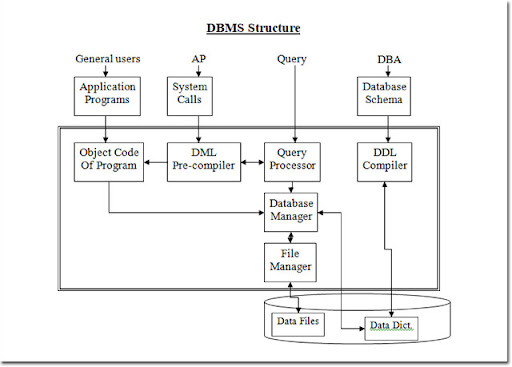 DBMS Structure
General users
AP
Query
DBA
Application
Programs
System
Calls
Database
Schema
Object Code
Of Program
DML
Pre-compiler
Query
Processor
DDL
Compiler
Database
Manager
File
Manager
Data Files
Data Dict.